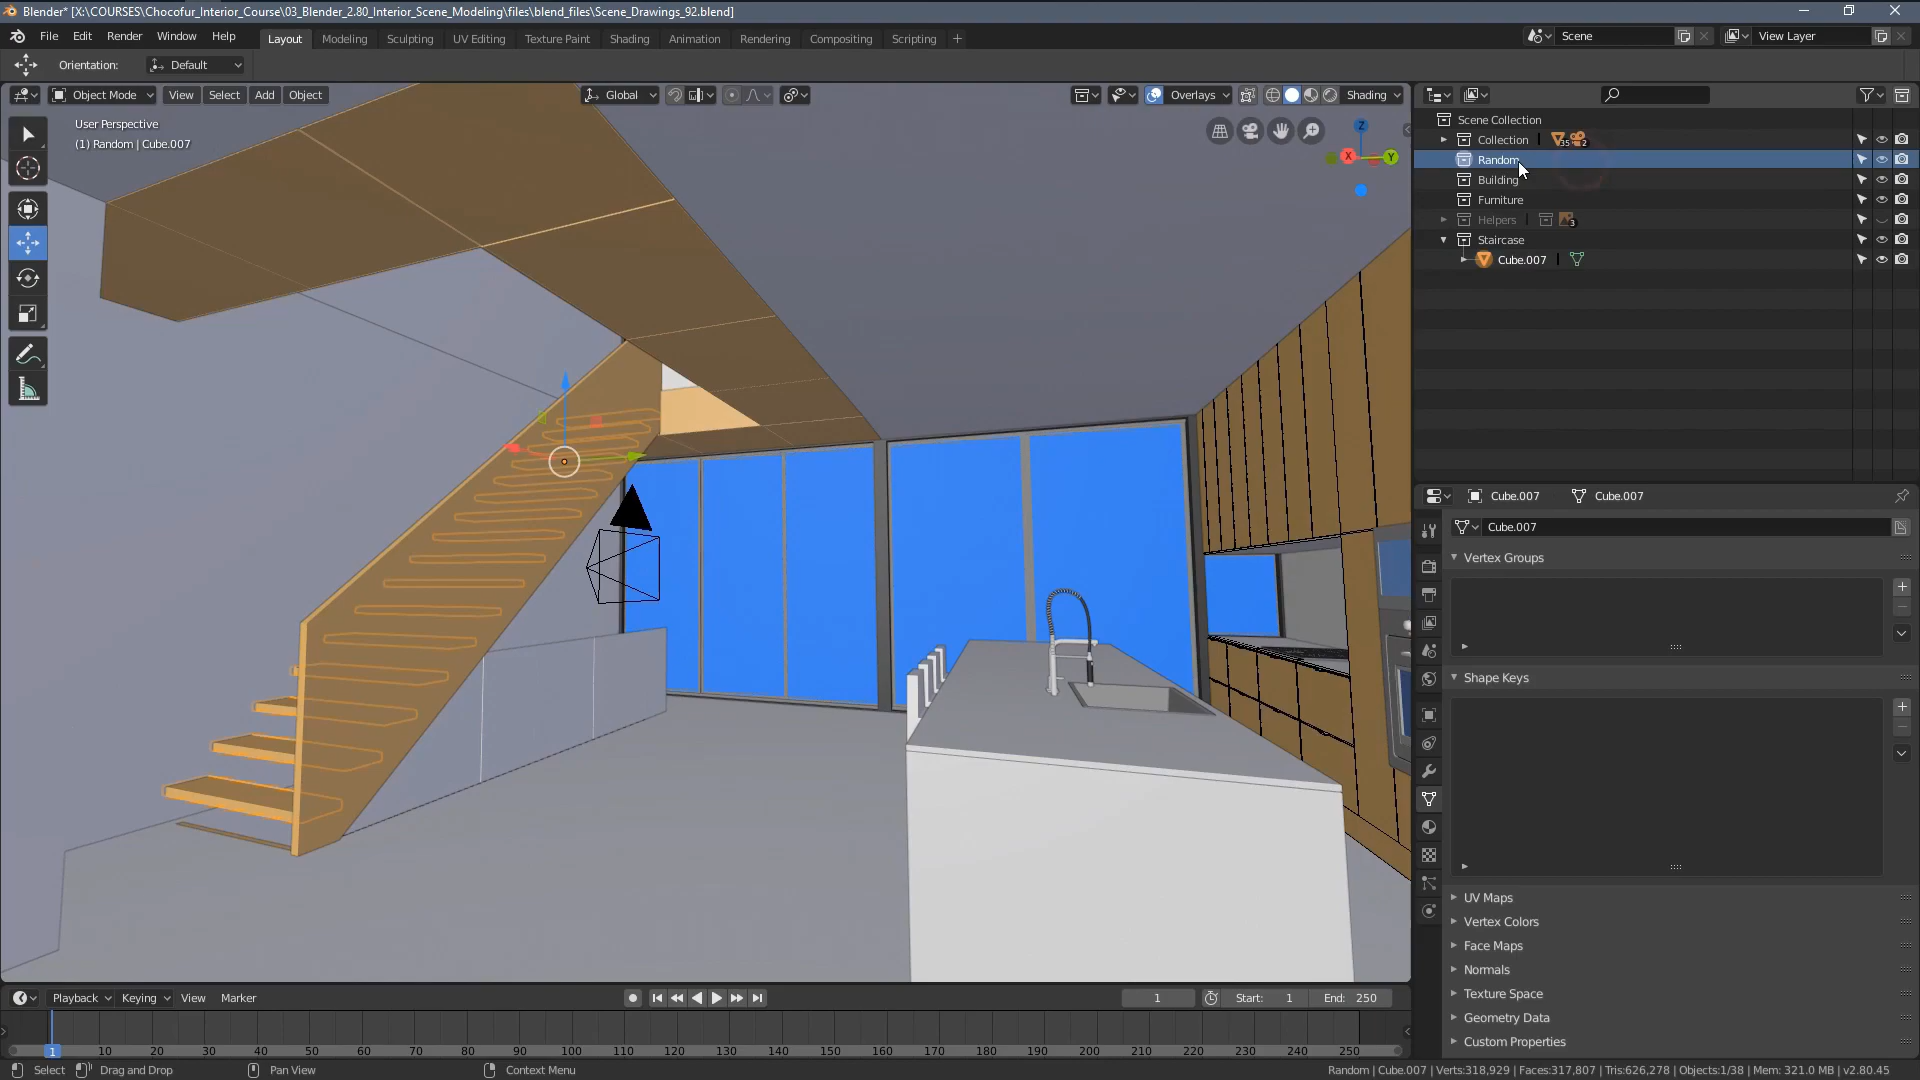 Blender* [X:\COURSES\Chocofur_Interior_Course\03_Blender_2.80_Interior_Scene_Modeling\files\blend_files\Scene_Drawings_92.blend]
File Edit Render Window Help Layout Modeling Sculpting UV Editing Texture Paint Shading Animation Rendering Compositing Scripting + Scene View Layer
Orientation: Default
Object Mode View Select Add Object Global Overlays Shading
User Perspective
(1) Random | Cube.007
Z
X Y
Scene Collection
Collection 35 2
Random
Building
Furniture
Helpers 3
Staircase
Cube.007
Cube.007 Cube.007
Cube.007
Vertex Groups
Shape Keys
UV Maps
Vertex Colors
Face Maps
Normals
Texture Space
Geometry Data
Custom Properties
Playback Keying View Marker 1 Start: 1 End: 250
1 10 20 30 40 50 60 70 80 90 100 110 120 130 140 150 160 170 180 190 200 210 220 230 240 250
Select Drag and Drop Pan View Context Menu Random | Cube.007 | Verts:318,929 | Faces:317,807 | Tris:626,278 | Objects:1/38 | Mem: 321.0 MB | v2.80.45